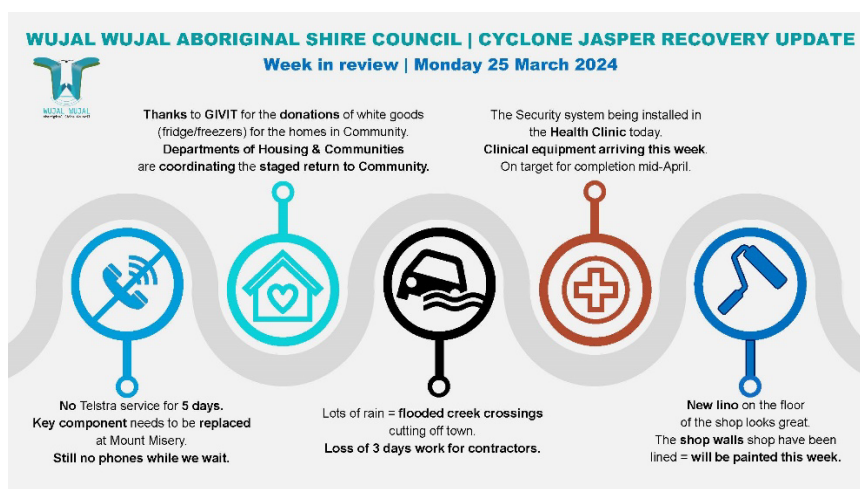 WUJAL WUJAL ABORIGINAL SHIRE COUNCIL | CYCLONE JASPER RECOVERY UPDATE
Week in review | Monday 25 March 2024
WUJAL WUJAL
Thanks to GIVIT for the donations of white goods
(fridge/freezers) for the homes in Community.
Departments of Housing & Communities
are coordinating the staged return to Community.
The Security system being installed in
the Health Clinic today.
Clinical equipment arriving this week.
On target for completion mid-April.
No Telstra service for 5 days.
Key component needs to be replaced
at Mount Misery.
Still no phones while we wait.
Lots of rain = flooded creek crossings
cutting off town.
Loss of 3 days work for contractors.
New lino on the floor
of the shop looks great.
The shop walls shop have been
lined = will be painted this week.